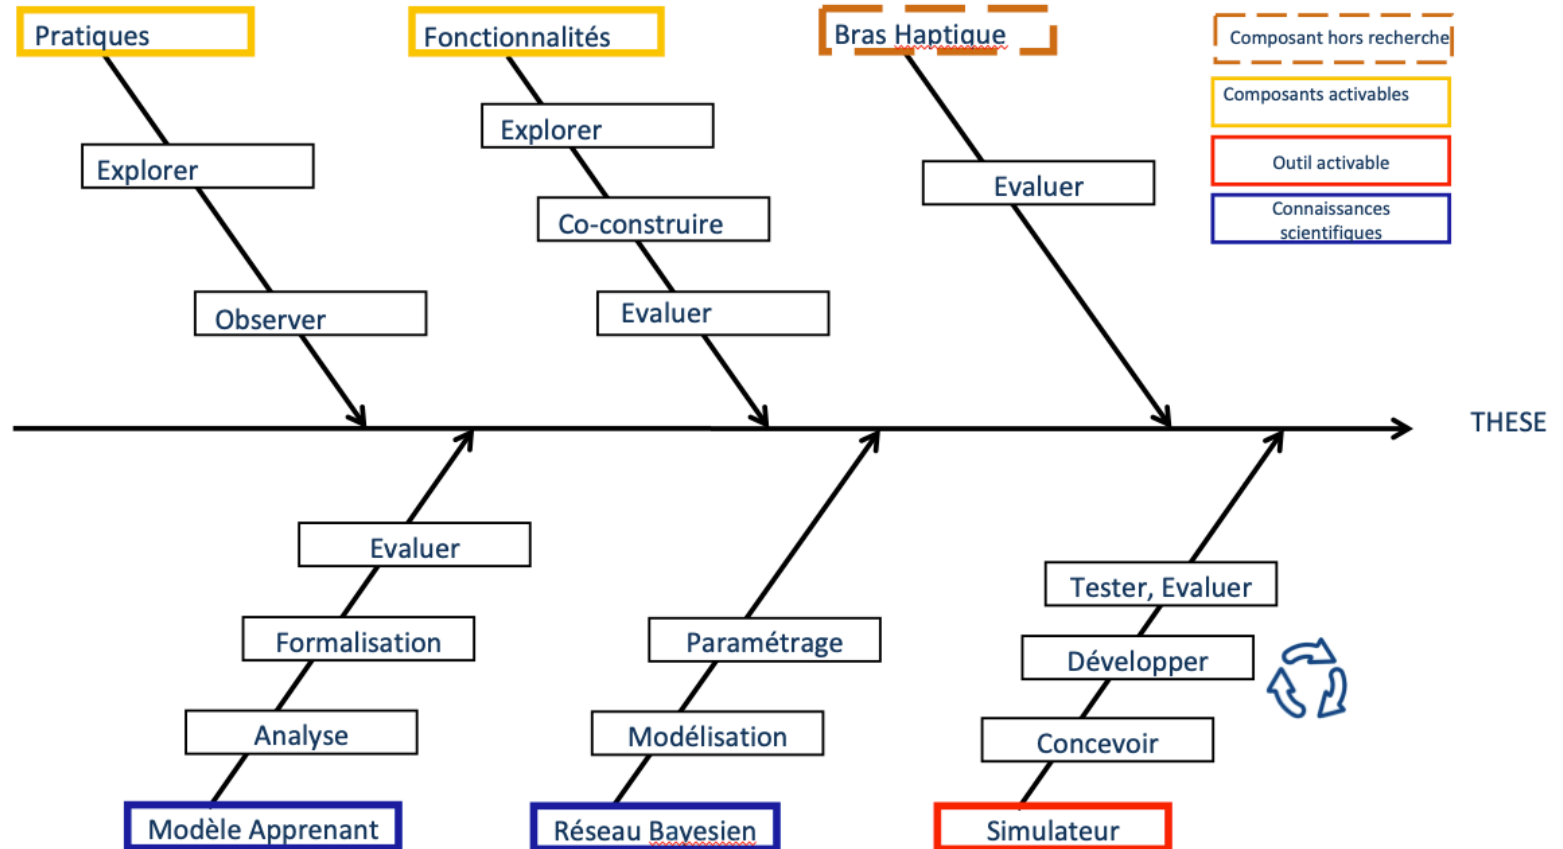 Pratiques
Fonctionnalités
Bras Haptique
Composant hors recherche
Composants activables
Outil activable
Connaissances
scientifiques
Explorer
Observer
Explorer
Co-construire
Evaluer
Evaluer
THESE
Evaluer
Formalisation
Analyse
Modèle Apprenant
Paramétrage
Modélisation
Réseau Bayesien
Tester, Evaluer
Développer
Concevoir
Simulateur